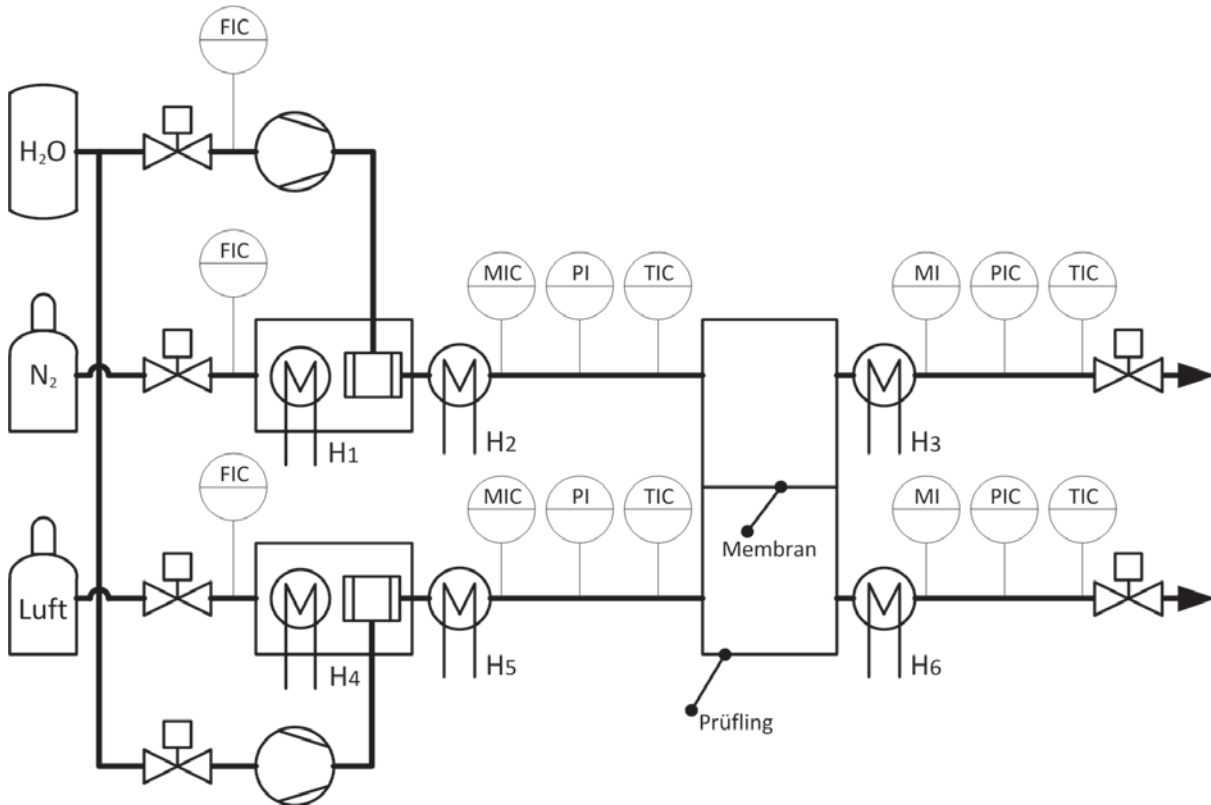 FIC
H₂O
FIC
MIC PI TIC MI PIC TIC
N₂
H1 H2 H3
FIC
MIC PI TIC MI PIC TIC
Membran
Luft
H4 H5 H6
Prüfling